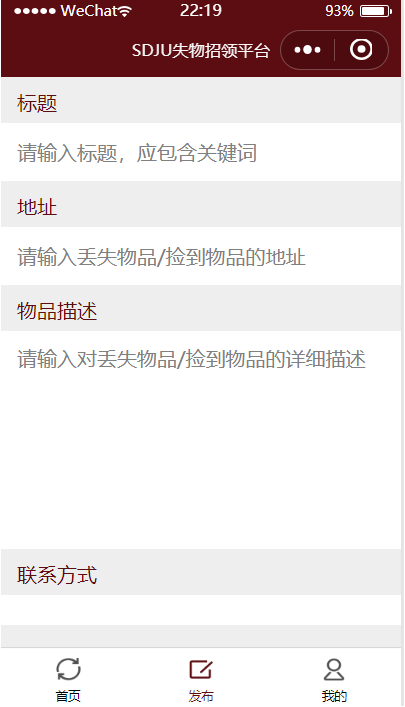 WeChat 22:19 93%
SDJU失物招领平台
标题
请输入标题，应包含关键词
地址
请输入丢失物品/捡到物品的地址
物品描述
请输入对丢失物品/捡到物品的详细描述
联系方式
首页 发布 我的